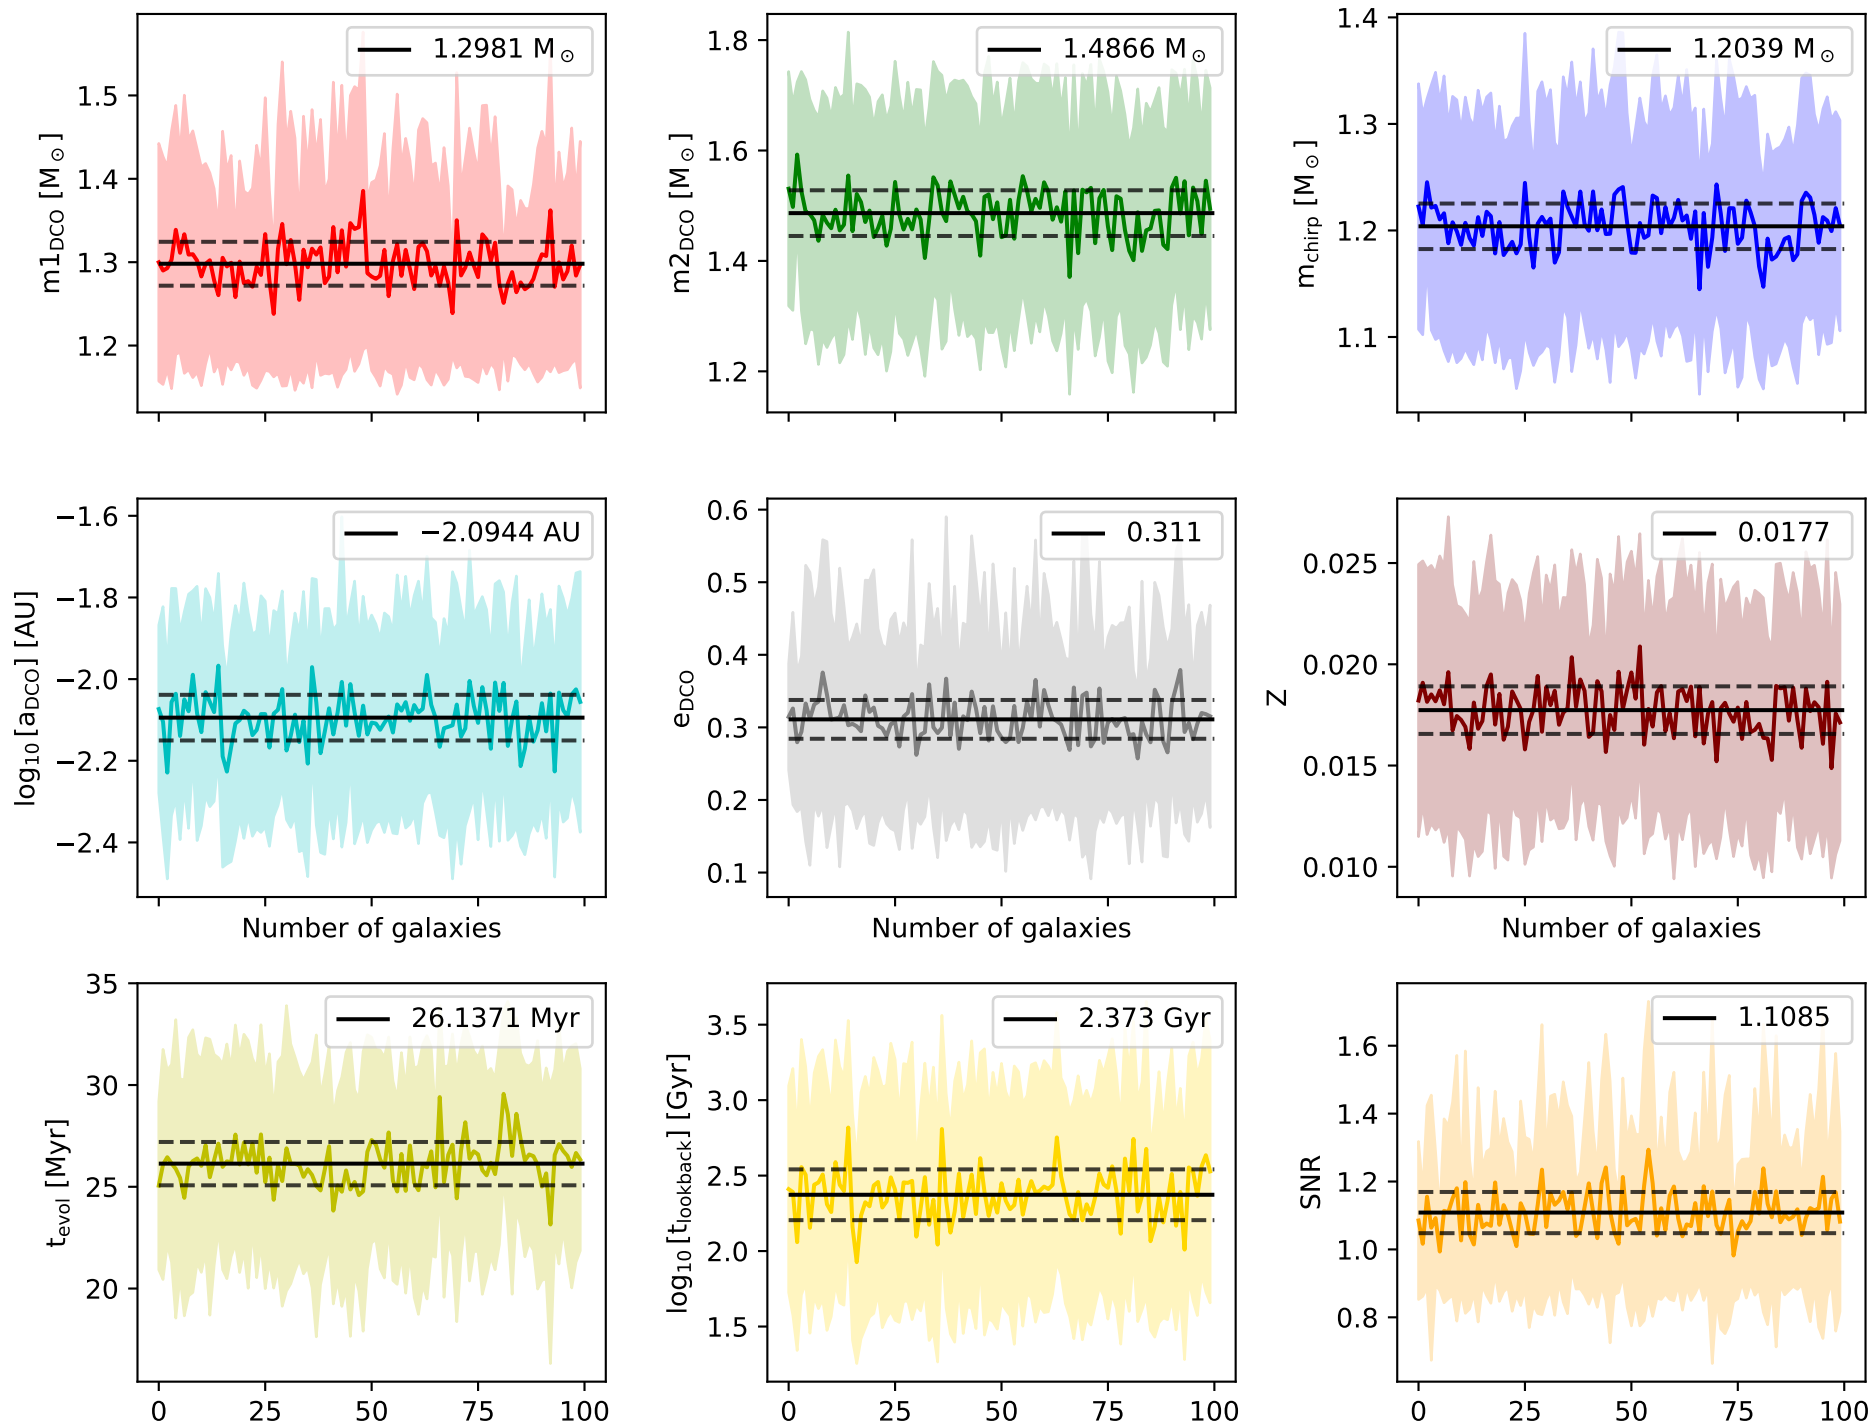 1.2981 M⊙
m1DCO [M⊙]
1.5
1.4
1.3
1.2
1.4866 M⊙
m2DCO [M⊙]
1.8
1.6
1.4
1.2
1.2039 M⊙
mchirp [M⊙]
1.4
1.3
1.2
1.1
−2.0944 AU
log10 [aDCO] [AU]
−1.6
−1.8
−2.0
−2.2
−2.4
Number of galaxies
0.311
eDCO
0.6
0.5
0.4
0.3
0.2
0.1
Number of galaxies
0.0177
Z
0.025
0.020
0.015
0.010
Number of galaxies
26.1371 Myr
tevol [Myr]
35
30
25
20
0 25 50 75 100
2.373 Gyr
log10 [tlookback] [Gyr]
3.5
3.0
2.5
2.0
1.5
0 25 50 75 100
1.1085
SNR
1.6
1.4
1.2
1.0
0.8
0 25 50 75 100